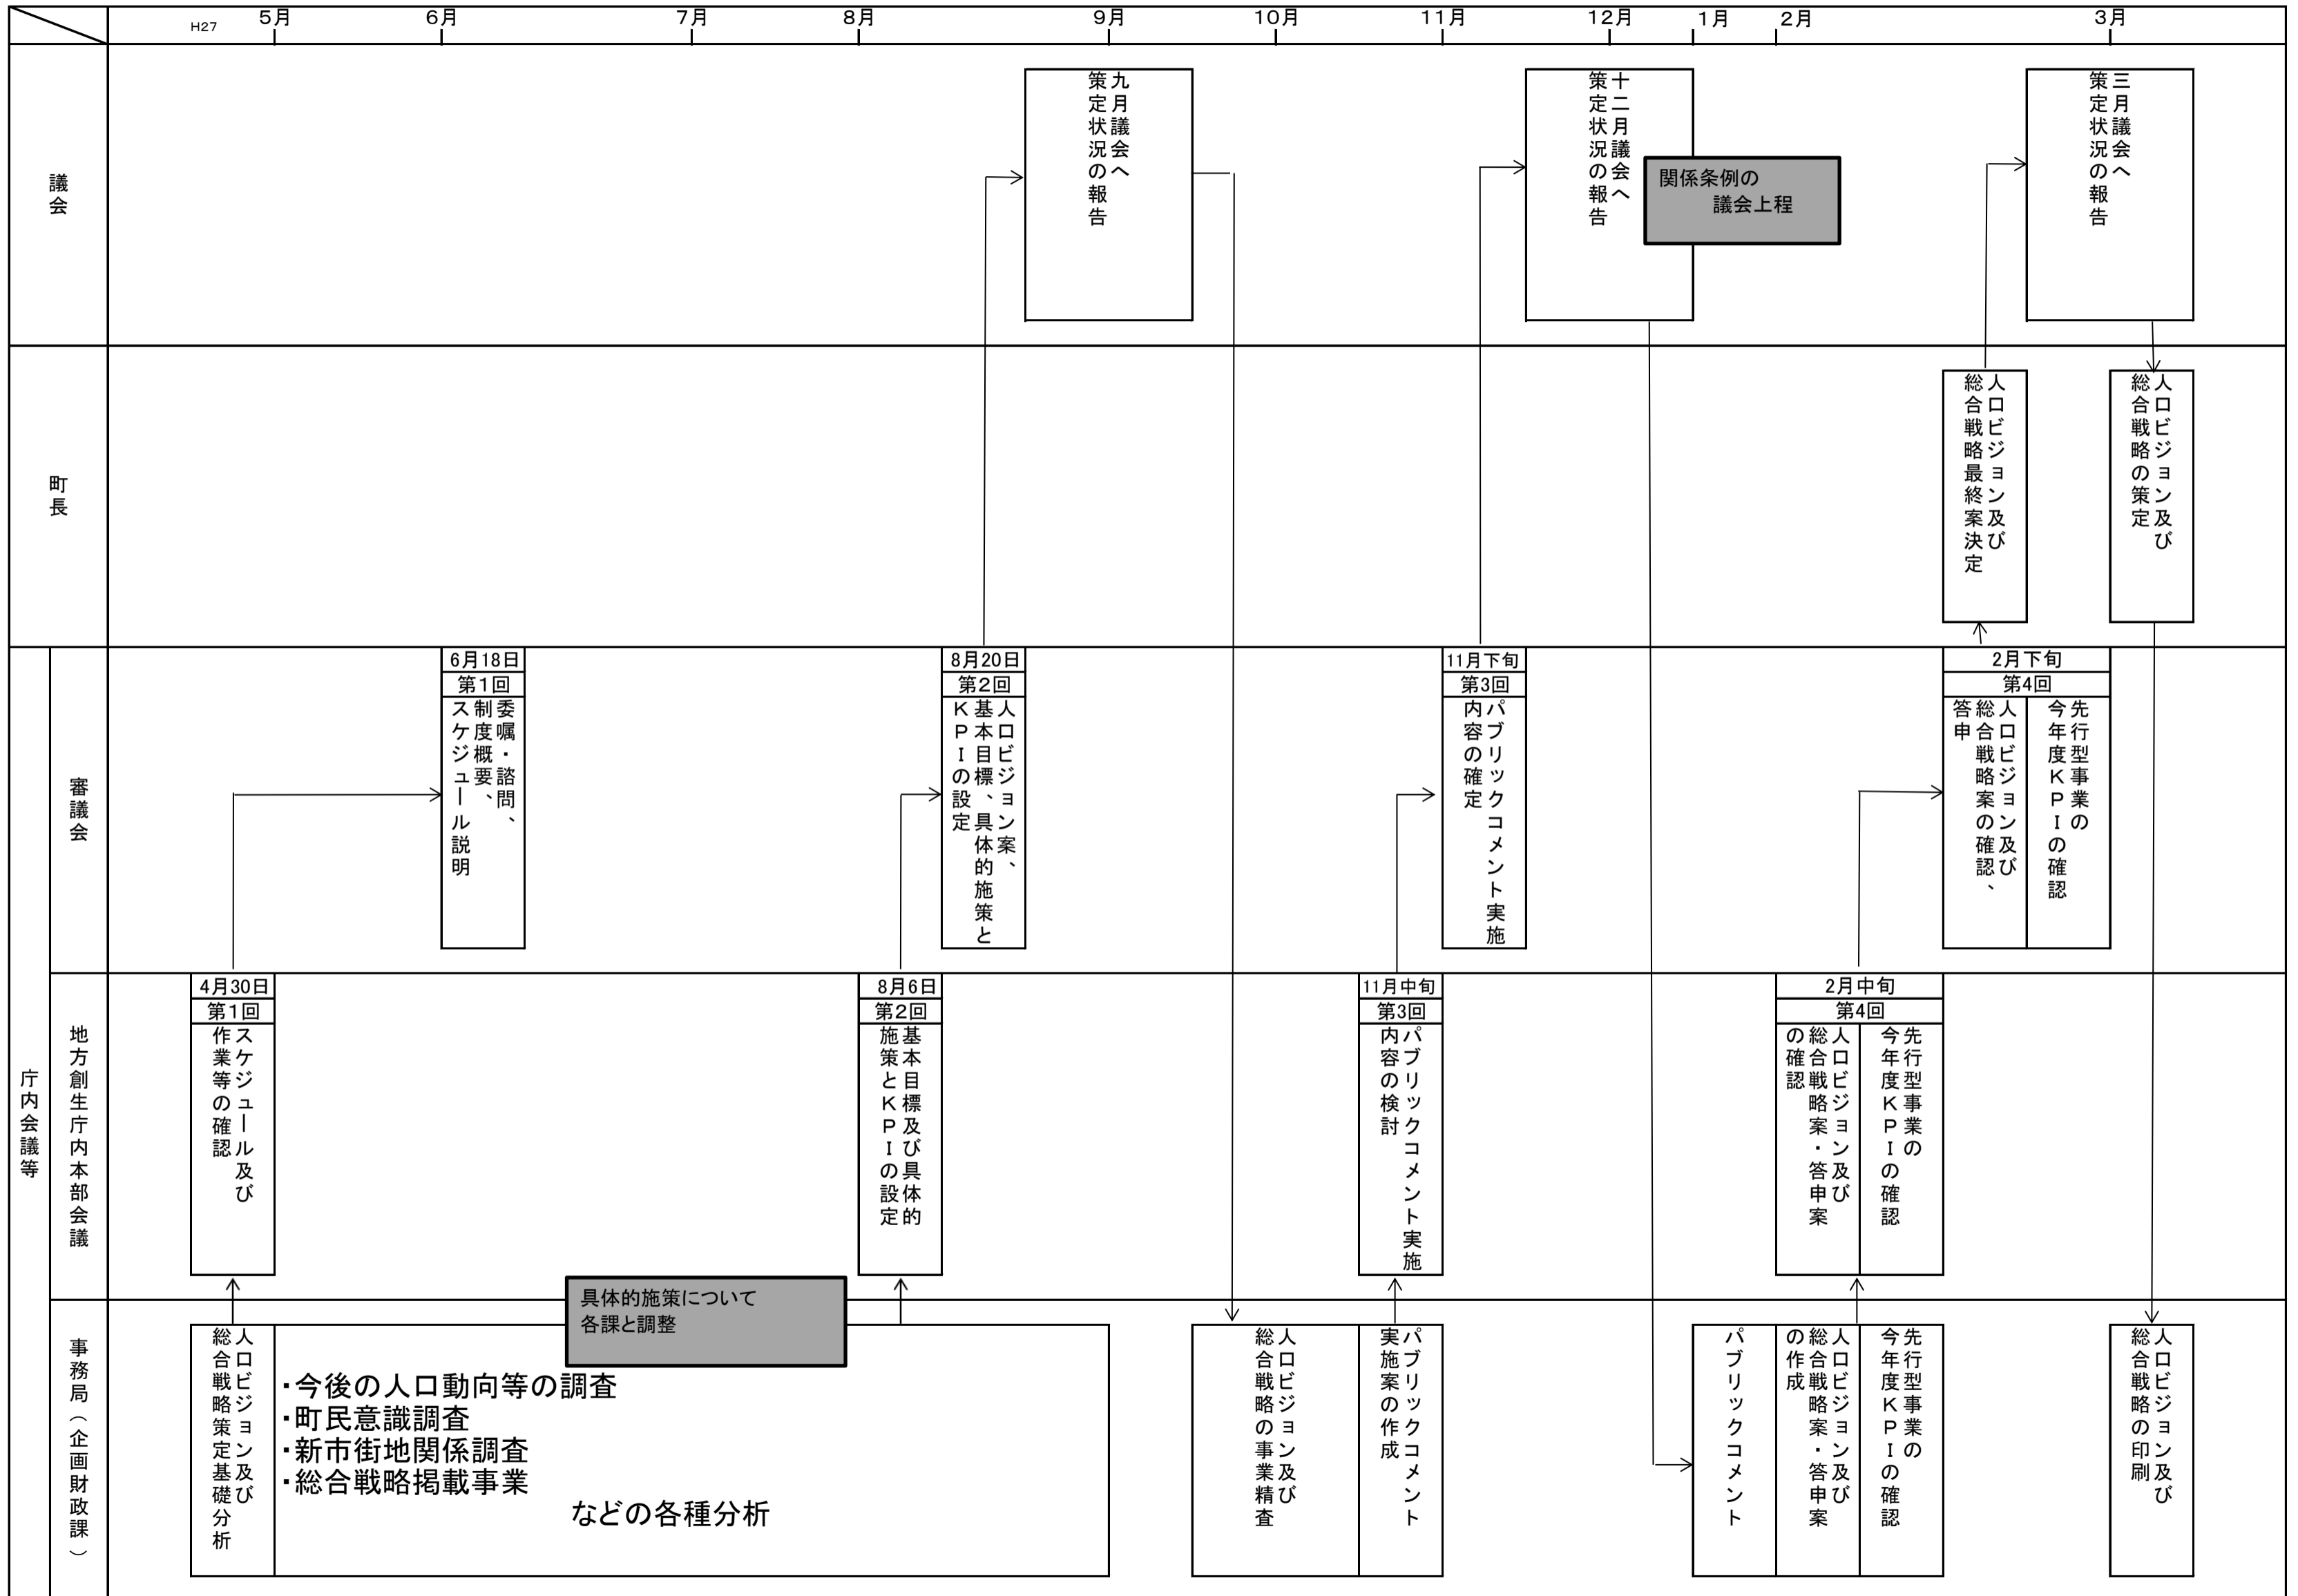 H27
5月
6月
7月
8月
9月
10月
11月
12月
1月
2月
3月
議会
九月議会へ
策定状況の報告
十二月議会へ
策定状況の報告
関係条例の
議会上程
三月議会へ
策定状況の報告
町長
人口ビジョン及び
総合戦略最終案決定
人口ビジョン及び
総合戦略の策定
庁内会議等
審議会
6月18日
第1回
委嘱・諮問、
制度概要、
スケジュール説明
8月20日
第2回
人口ビジョン案、
基本目標、具体的施策と
KPIの設定
11月下旬
第3回
パブリックコメント実施
内容の確定
2月下旬
第4回
人口ビジョン及び
総合戦略案の確認、
答申
先行型事業の
今年度KPIの確認
地方創生庁内本部会議
4月30日
第1回
スケジュール及び
作業等の確認
8月6日
第2回
基本目標及び具体的
施策とKPIの設定
11月中旬
第3回
パブリックコメント実施
内容の検討
2月中旬
第4回
人口ビジョン及び
総合戦略案・答申案
の確認
先行型事業の
今年度KPIの確認
事務局(企画財政課)
人口ビジョン及び
総合戦略策定基礎分析
具体的施策について
各課と調整
・今後の人口動向等の調査
・町民意識調査
・新市街地関係調査
・総合戦略掲載事業
などの各種分析
人口ビジョン及び
総合戦略の事業精査
パブリックコメント
実施案の作成
パブリックコメント
人口ビジョン及び
総合戦略案・答申案
の作成
先行型事業の
今年度KPIの確認
人口ビジョン及び
総合戦略の印刷